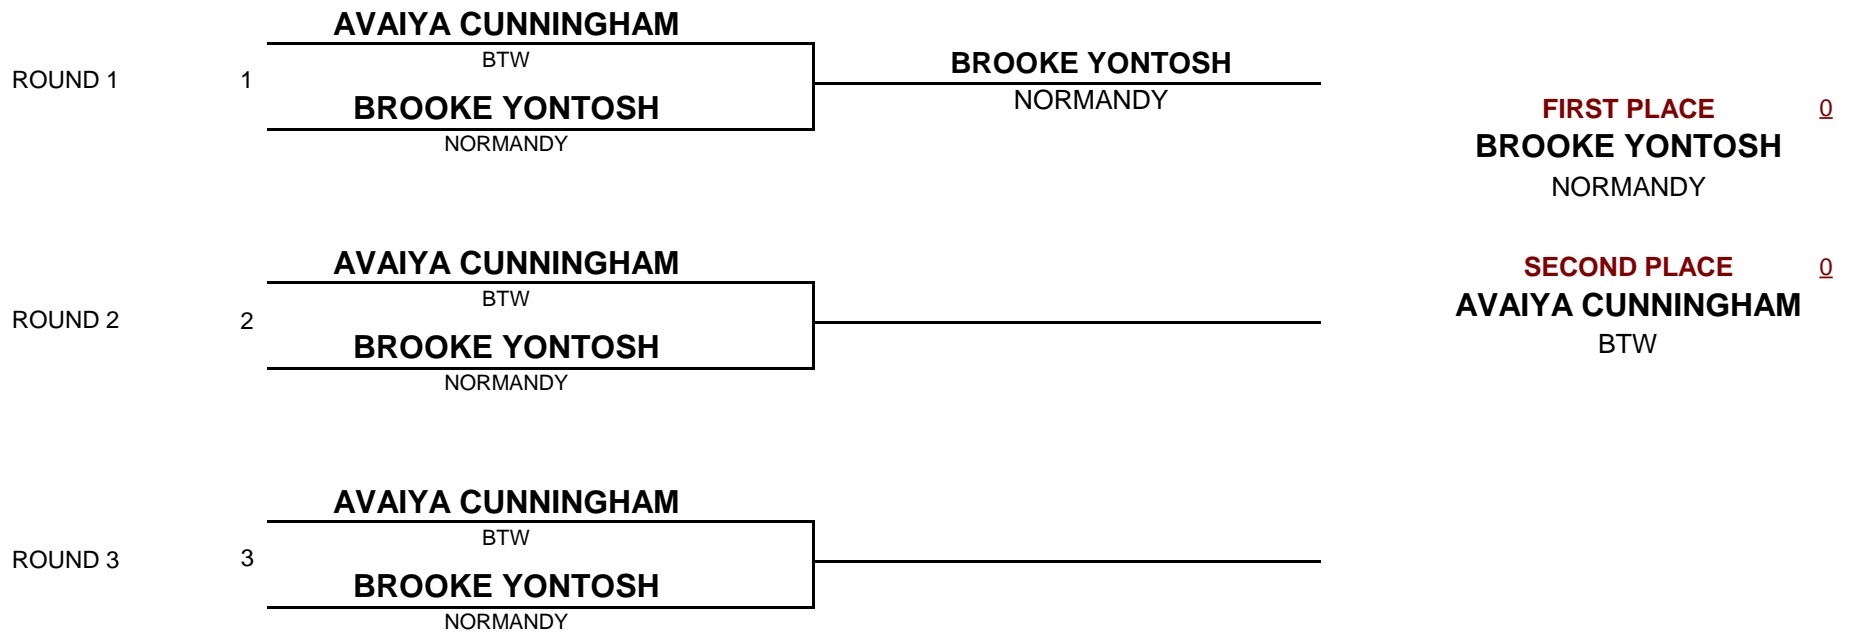 AVAIYA CUNNINGHAM
BTW
ROUND 1
1
BROOKE YONTOSH
NORMANDY
BROOKE YONTOSH
NORMANDY
FIRST PLACE 0
BROOKE YONTOSH
NORMANDY
AVAIYA CUNNINGHAM
BTW
ROUND 2
2
BROOKE YONTOSH
NORMANDY
SECOND PLACE 0
AVAIYA CUNNINGHAM
BTW
AVAIYA CUNNINGHAM
BTW
ROUND 3
3
BROOKE YONTOSH
NORMANDY